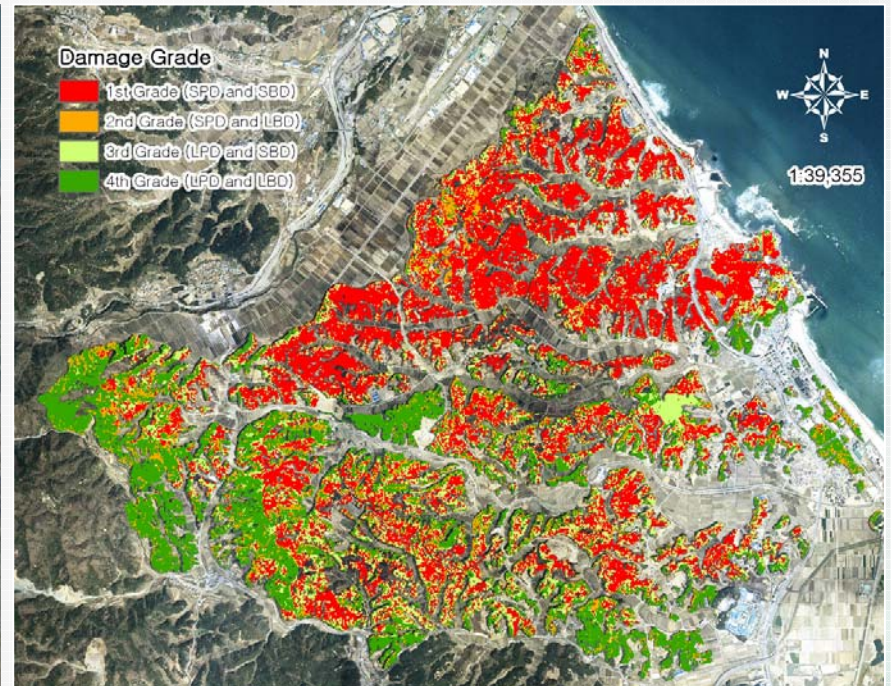 Damage Grade
1st Grade (SPD and SBD)
2nd Grade (SPD and LBD)
3rd Grade (LPD and SBD)
4th Grade (LPD and LBD)
N
W E
S
1:39,355